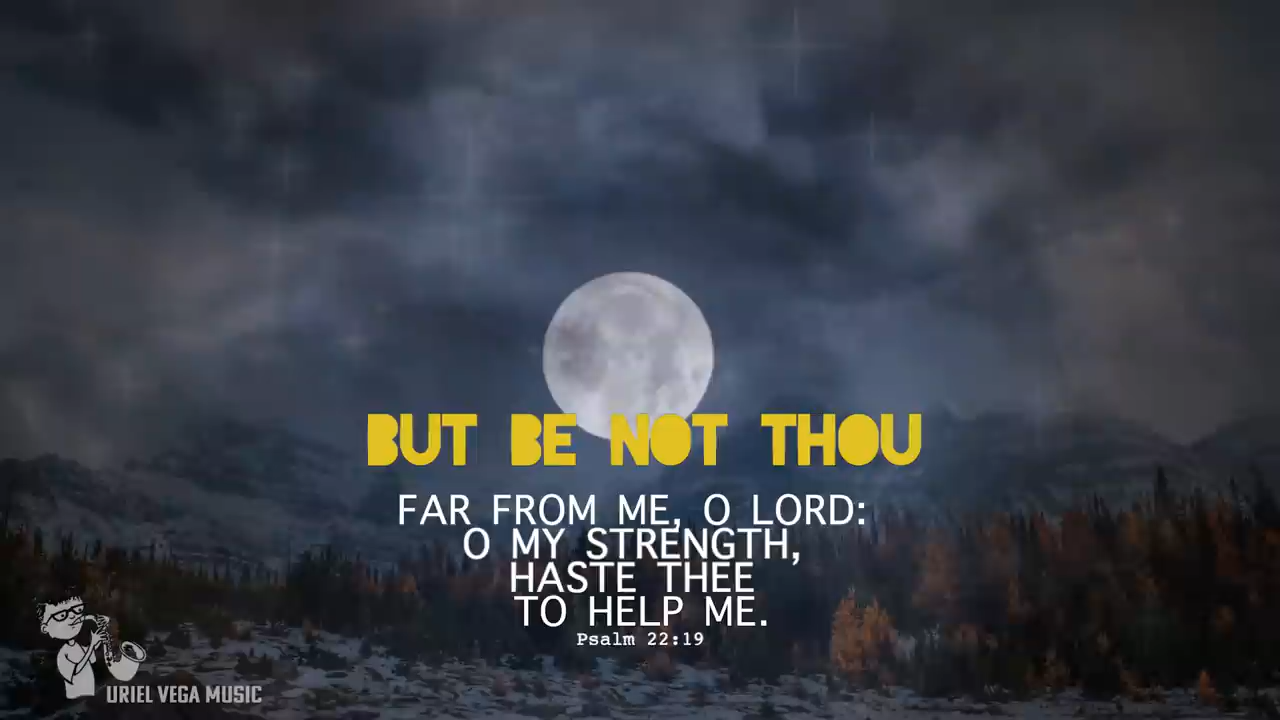 BUT BE NOT THOU
FAR FROM ME, O LORD:
O MY STRENGTH,
HASTE THEE
TO HELP ME.
Psalm 22:19
URIEL VEGA MUSIC